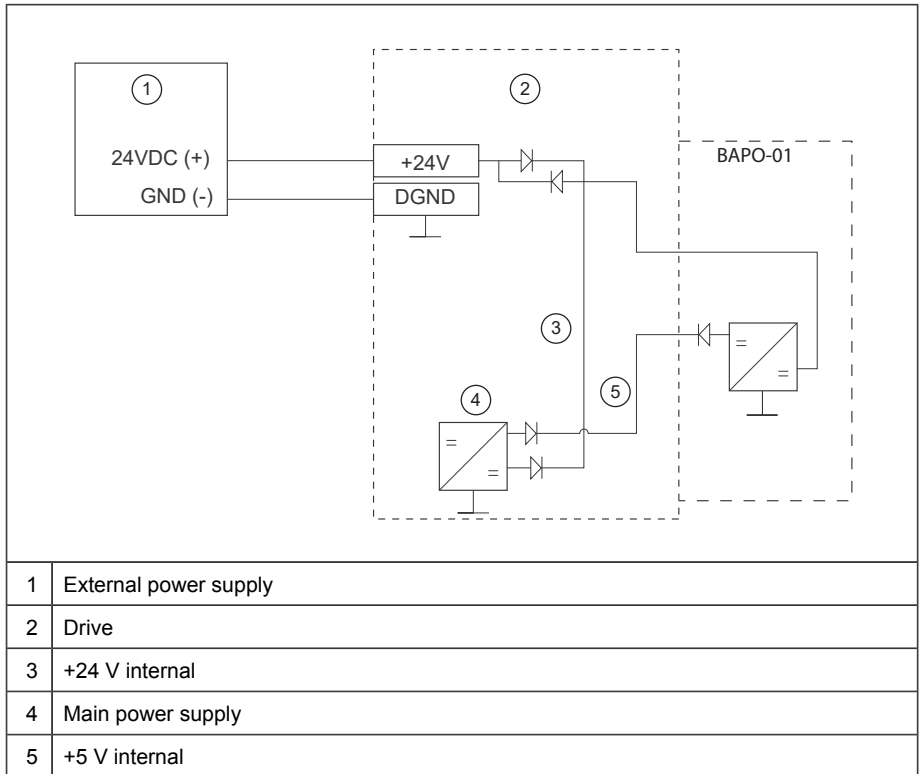 1
2
24VDC (+)
+24V
BAPO-01
GND (-)
DGND
3
5
4
1 External power supply
2 Drive
3 +24 V internal
4 Main power supply
5 +5 V internal